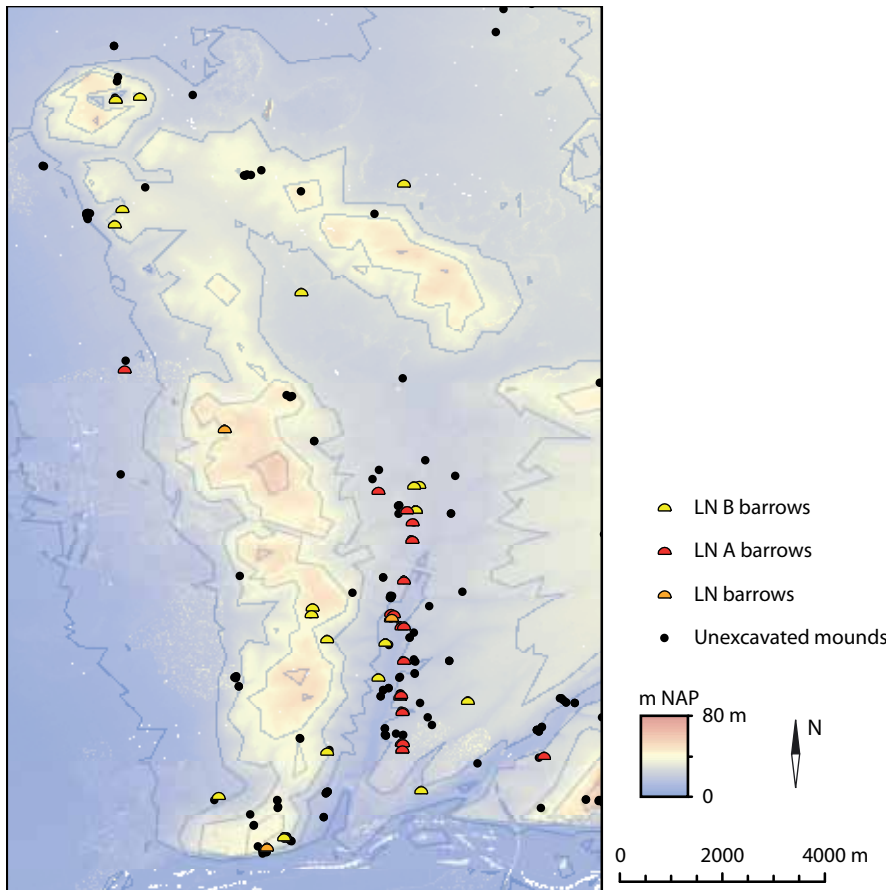 LN B barrows
LN A barrows
LN barrows
Unexcavated mounds
m NAP
80 m
0
N
0 2000 4000 m